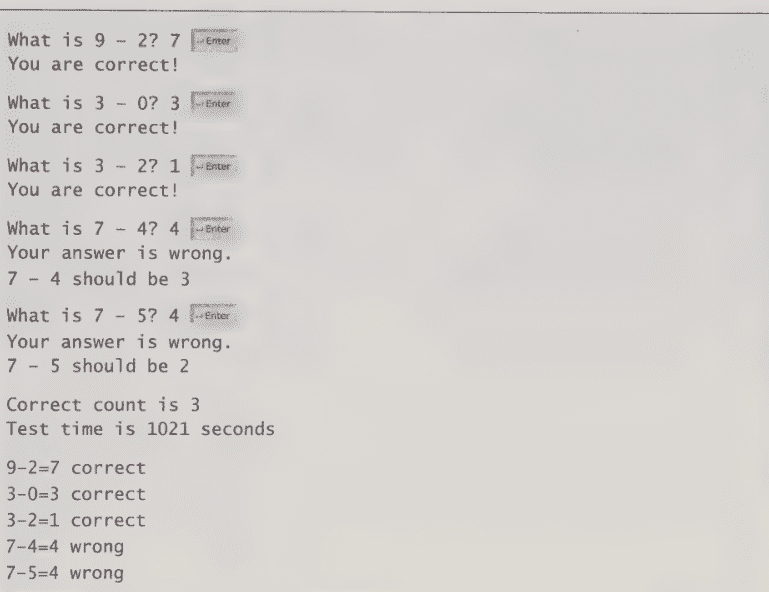 What is 9 – 2? 7 ↵Enter
You are correct!
What is 3 – 0? 3 ↵Enter
You are correct!
What is 3 – 2? 1 ↵Enter
You are correct!
What is 7 – 4? 4 ↵Enter
Your answer is wrong.
7 – 4 should be 3
What is 7 – 5? 4 ↵Enter
Your answer is wrong.
7 – 5 should be 2
Correct count is 3
Test time is 1021 seconds
9-2=7 correct
3-0=3 correct
3-2=1 correct
7-4=4 wrong
7-5=4 wrong